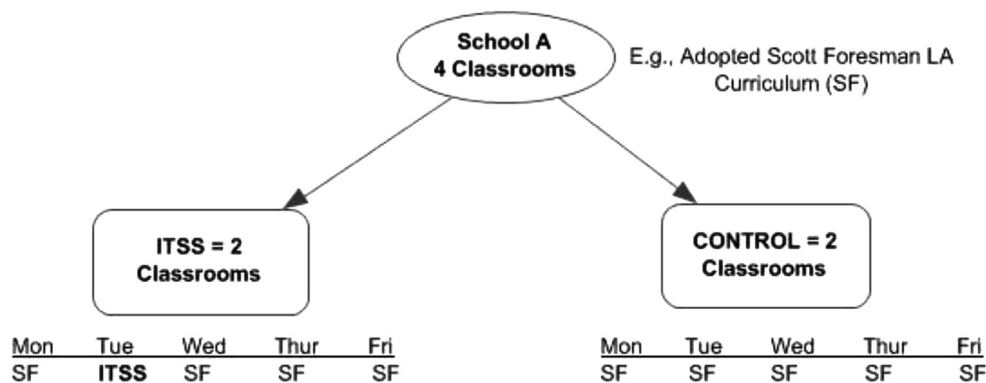 School A
4 Classrooms
E.g., Adopted Scott Foresman LA
Curriculum (SF)
ITSS = 2
Classrooms
CONTROL = 2
Classrooms
Mon Tue Wed Thur Fri
SF ITSS SF SF SF
Mon Tue Wed Thur Fri
SF SF SF SF SF